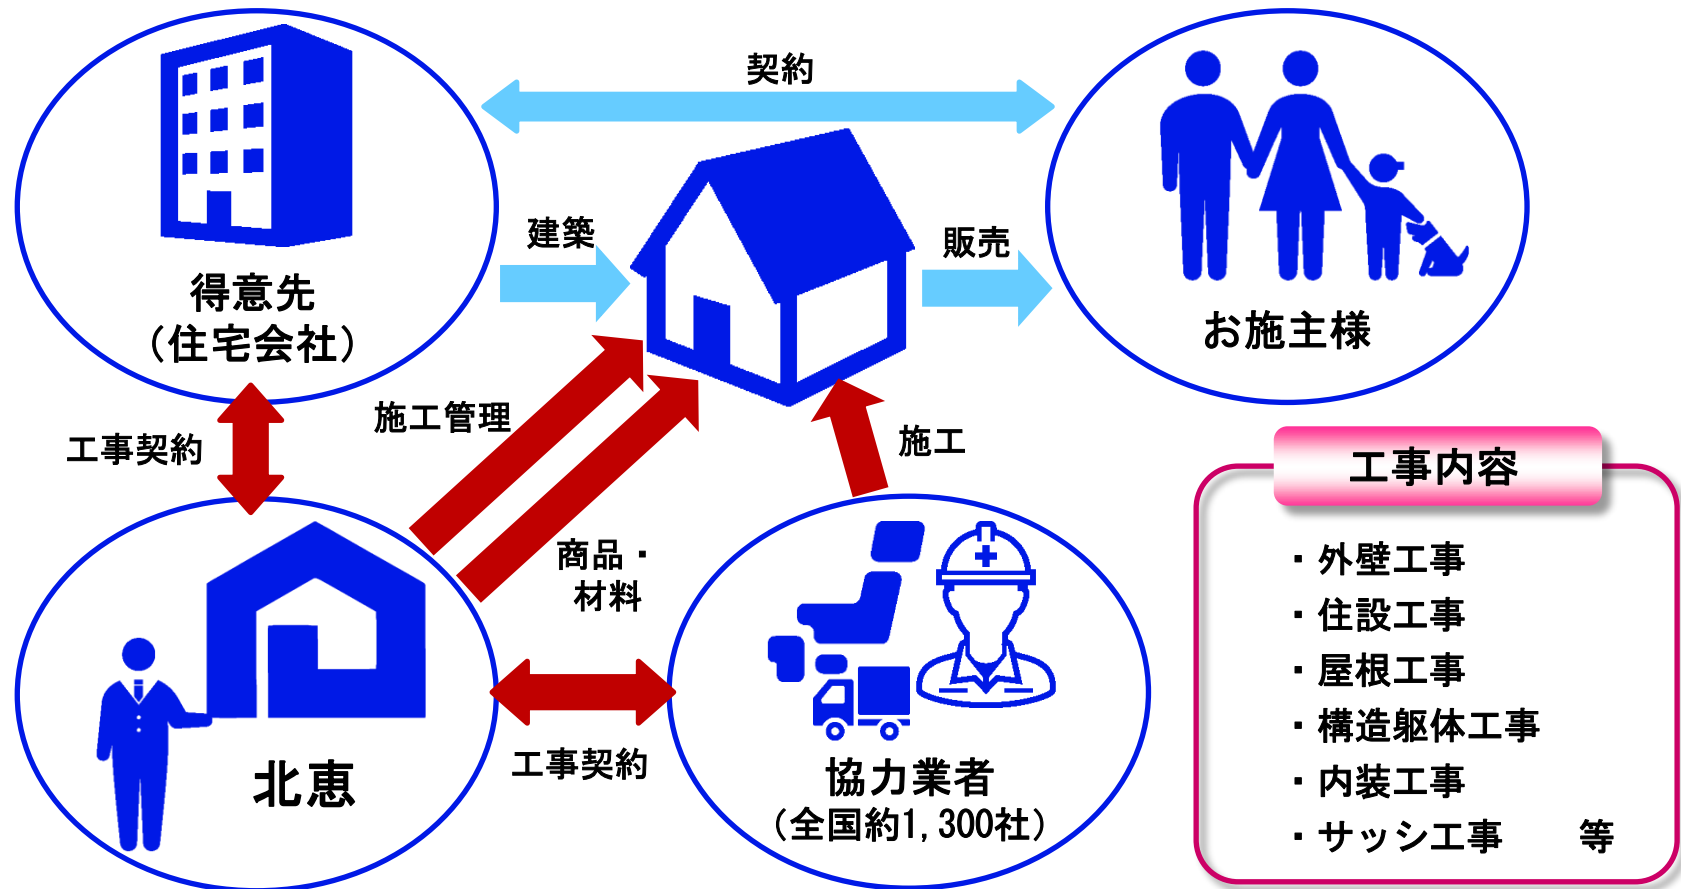 契約
建築
販売
得意先
（住宅会社）
お施主様
工事契約
施工管理
施工
商品・
材料
北恵
工事契約
協力業者
（全国約1,300社）
工事内容
・外壁工事
・住設工事
・屋根工事
・構造躯体工事
・内装工事
・サッシ工事　　等